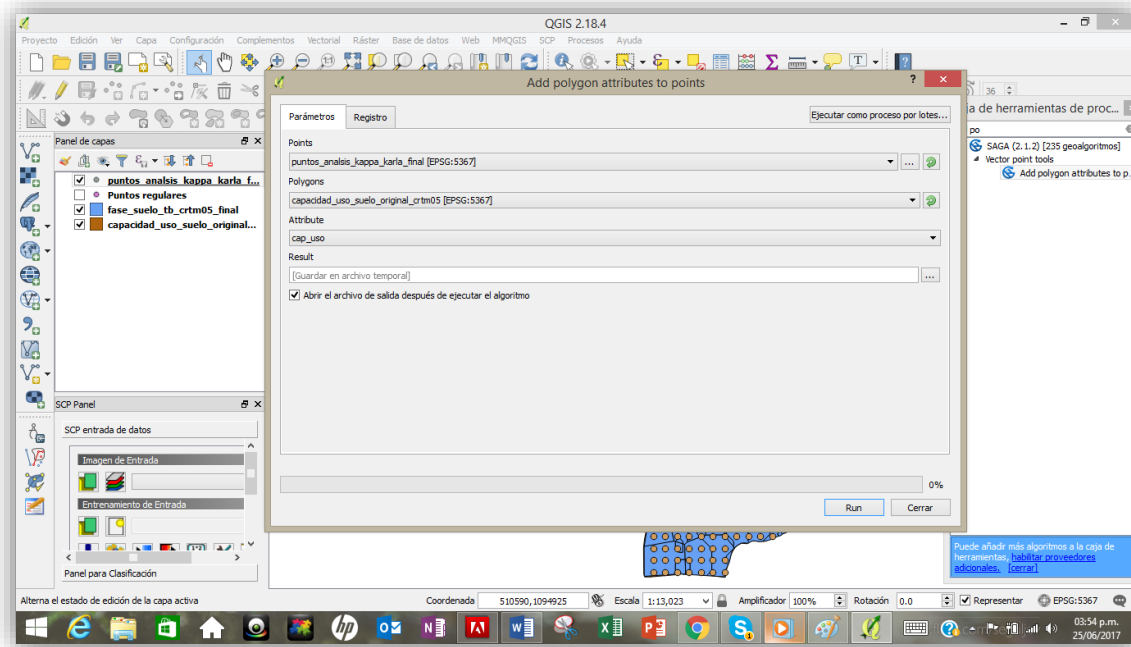 QGIS 2.18.4
Proyecto Edición Ver Capa Configuración Complementos Vectorial Ráster Base de datos Web MMQGIS SCP Procesos Ayuda
Add polygon attributes to points
Parámetros
Registro
Ejecutar como proceso por lotes...
Points
puntos_analsis_kappa_karla_final [EPSG:5367]
Polygons
capacidad_uso_suelo_original_crtm05 [EPSG:5367]
Attribute
cap_uso
Result
[Guardar en archivo temporal]
Abrir el archivo de salida después de ejecutar el algoritmo
0%
Run
Cerrar
Panel de capas
puntos_analsis_kappa_karla_f...
Puntos regulares
fase_suelo_tb_crtm05_final
capacidad_uso_suelo_original...
SCP Panel
SCP entrada de datos
Imagen de Entrada
Entrenamiento de Entrada
Panel para Clasificación
36
ja de herramientas de proc...
po
SAGA (2.1.2) [235 geoalgoritmos]
Vector point tools
Add polygon attributes to p.
Puede añadir más algoritmos a la caja de
herramientas, habilitar proveedores
adicionales. [cerrar]
Alterna el estado de edición de la capa activa
Coordenada 510590,1094925 Escala 1:13,023 Amplificador 100% Rotación 0.0 Representar EPSG:5367
03:54 p.m.
25/06/2017